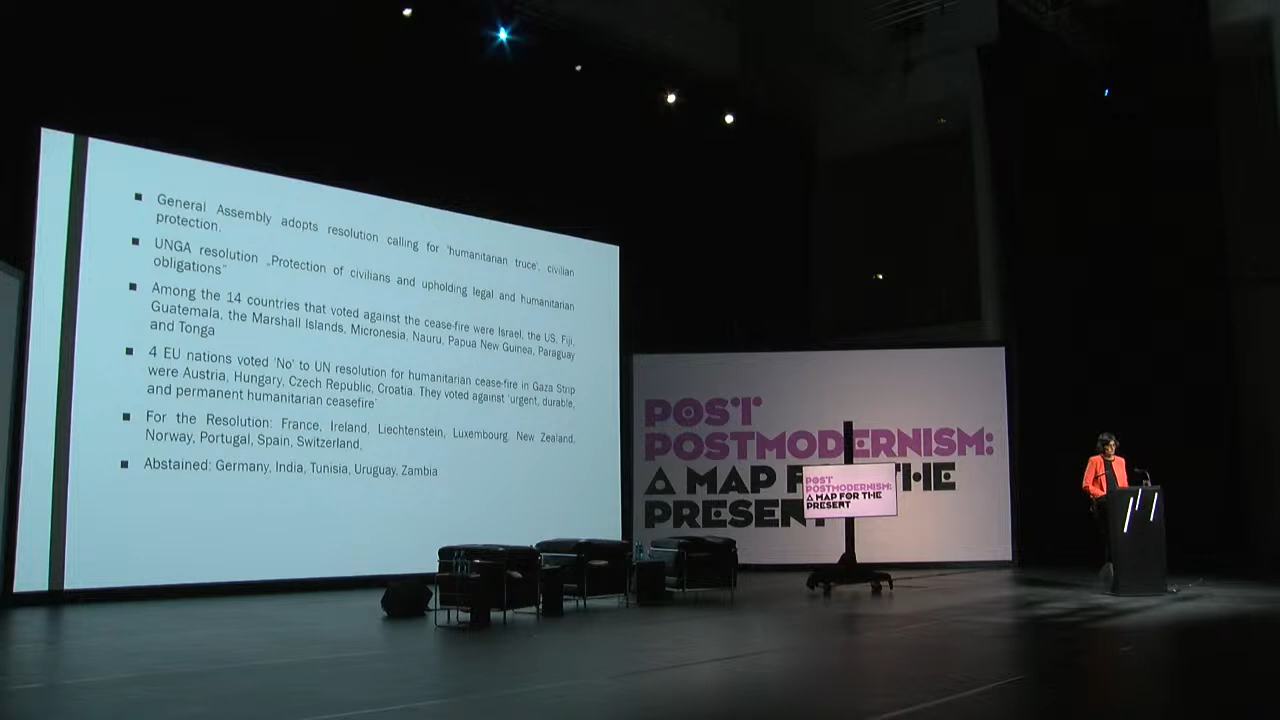 General Assembly adopts resolution calling for 'humanitarian truce', civilian
protection.
UNGA resolution „Protection of civilians and upholding legal and humanitarian
obligations"
Among the 14 countries that voted against the cease-fire were Israel, the US, Fiji,
Guatemala, the Marshall Islands, Micronesia, Nauru, Papua New Guinea, Paraguay
and Tonga
4 EU nations voted 'No' to UN resolution for humanitarian cease-fire in Gaza Strip
were Austria, Hungary, Czech Republic, Croatia. They voted against 'urgent, durable,
and permanent humanitarian ceasefire'
For the Resolution: France, Ireland, Liechtenstein, Luxembourg, New Zealand,
Norway, Portugal, Spain, Switzerland,
Abstained: Germany, India, Tunisia, Uruguay, Zambia
POST
POSTMODERNISM:
A MAP F THE
PRESENT
POST
POSTMODERNISM:
A MAP FOR THE
PRESENT